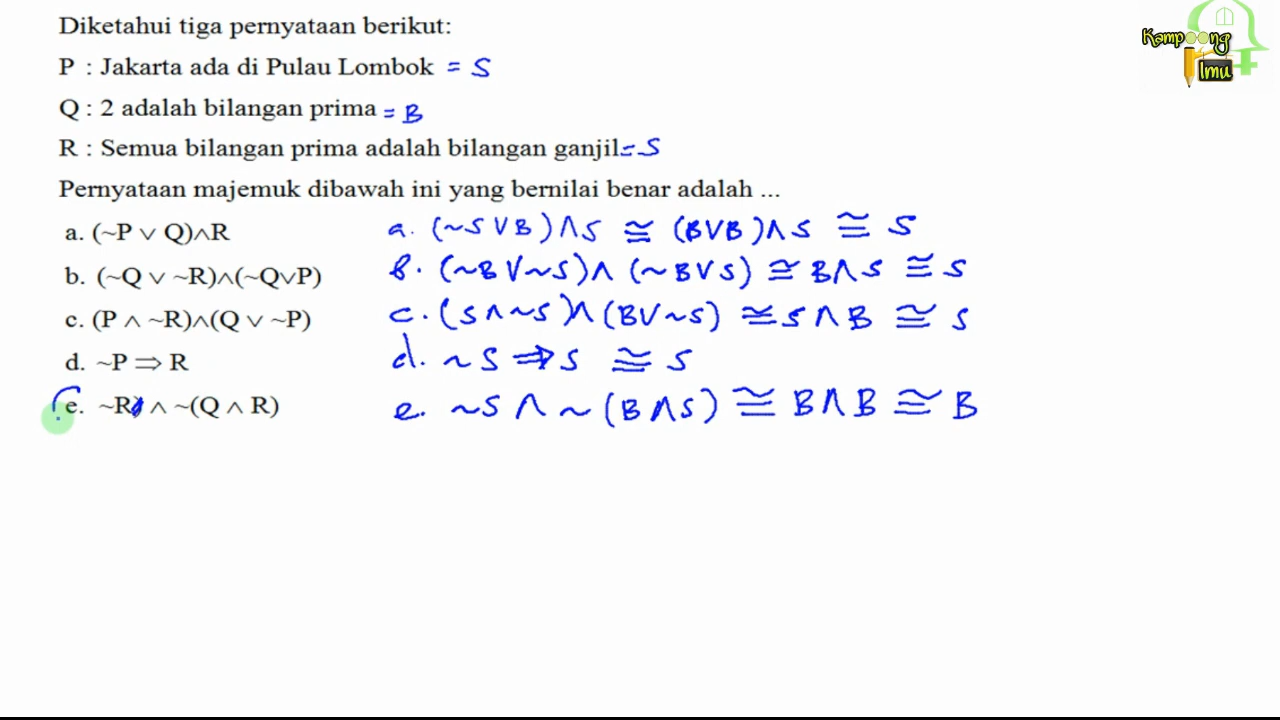 Kampoong
Ilmu
Diketahui tiga pernyataan berikut:
P : Jakarta ada di Pulau Lombok = S
Q : 2 adalah bilangan prima = B
R : Semua bilangan prima adalah bilangan ganjil = S
Pernyataan majemuk dibawah ini yang bernilai benar adalah ...
a. (~P ∨ Q)∧R a. (~S ∨ B) ∧ S ≅ (B ∨ B) ∧ S ≅ S
b. (~Q ∨ ~R)∧(~Q∨P) b. (~B ∨ ~S) ∧ (~B ∨ S) ≅ B ∧ S ≅ S
c. (P ∧ ~R)∧(Q ∨ ~P) c. (S ∧ ~S) ∧ (B ∨ ~S) ≅ S ∧ B ≅ S
d. ~P ⇒ R d. ~S ⇒ S ≅ S
e. ~R) ∧ ~(Q ∧ R) e. ~S ∧ ~(B ∧ S) ≅ B ∧ B ≅ B